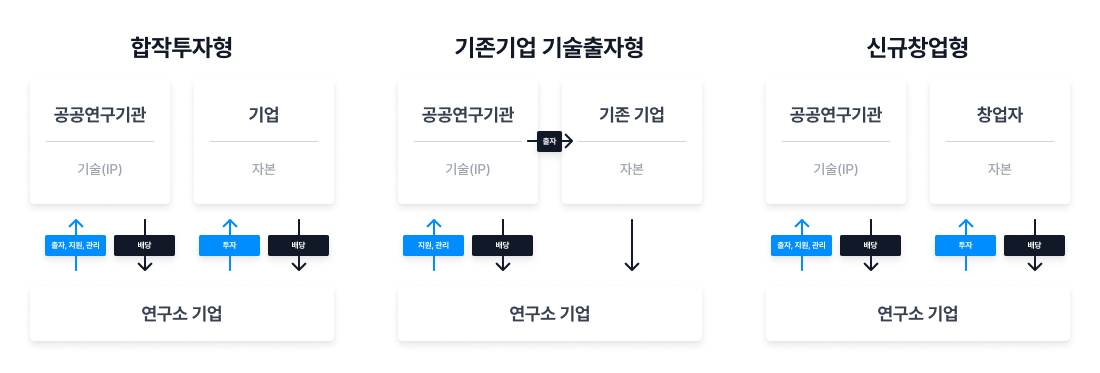 합작투자형
공공연구기관
기술(IP)
기업
자본
출자, 지원, 관리
배당
투자
배당
연구소 기업
기존기업 기술출자형
공공연구기관
기술(IP)
출자
기존 기업
자본
지원, 관리
배당
연구소 기업
신규창업형
공공연구기관
기술(IP)
창업자
자본
출자, 지원, 관리
배당
투자
배당
연구소 기업